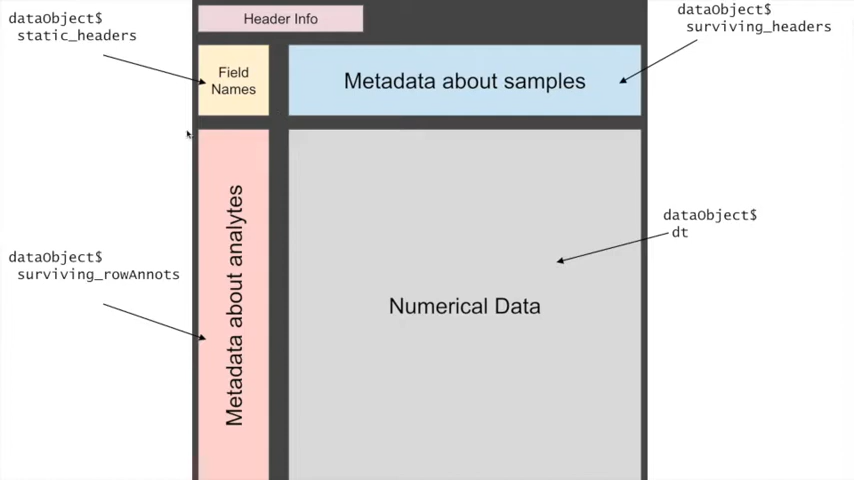 dataObject$
static_headers
Header Info
dataObject$
surviving_headers
Field
Names
Metadata about samples
dataObject$
surviving_rowAnnots
Metadata about analytes
Numerical Data
dataObject$
dt